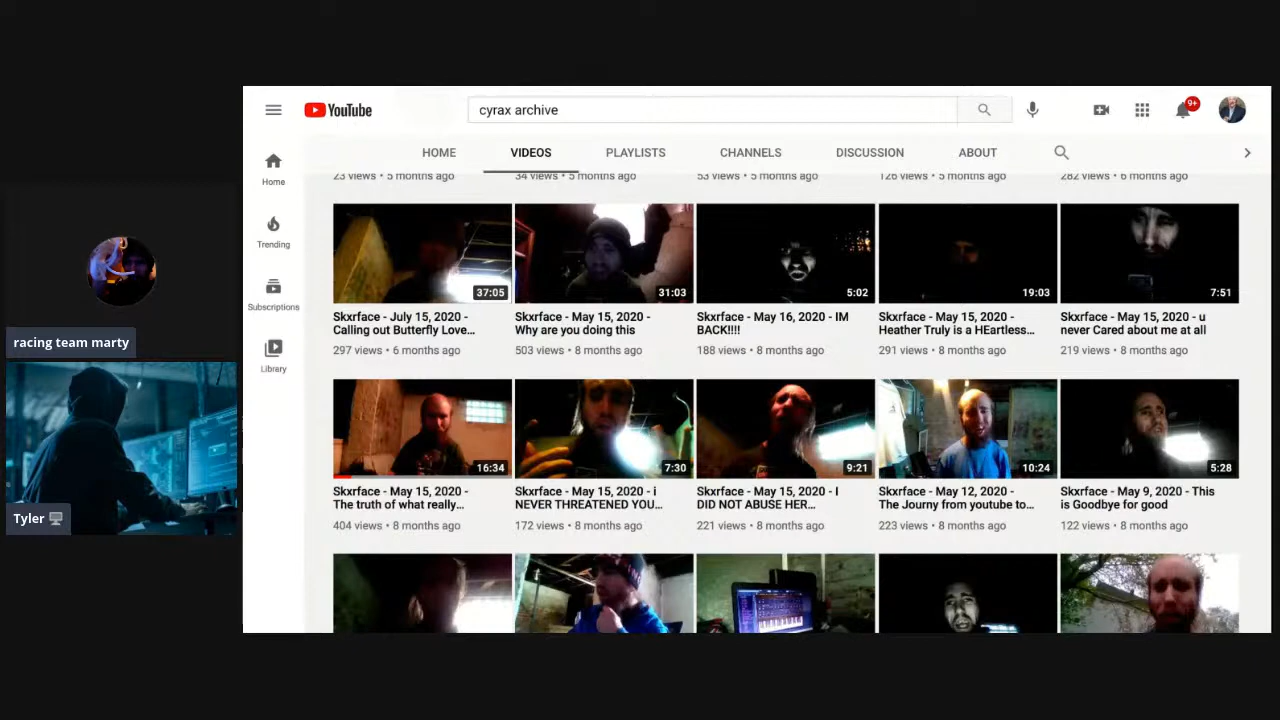 YouTube
cyrax archive
9+
HOME
VIDEOS
PLAYLISTS
CHANNELS
DISCUSSION
ABOUT
Home
Trending
Subscriptions
Library
23 views • 5 months ago
34 views • 5 months ago
53 views • 5 months ago
126 views • 5 months ago
282 views • 6 months ago
37:05
31:03
5:02
19:03
7:51
Skxrface - July 15, 2020 -
Calling out Butterfly Love...
297 views • 6 months ago
Skxrface - May 15, 2020 -
Why are you doing this
503 views • 8 months ago
Skxrface - May 16, 2020 - IM
BACK!!!!
188 views • 8 months ago
Skxrface - May 15, 2020 -
Heather Truly is a HEartless...
291 views • 8 months ago
Skxrface - May 15, 2020 - u
never Cared about me at all
219 views • 8 months ago
16:34
7:30
9:21
10:24
5:28
Skxrface - May 15, 2020 -
The truth of what really...
404 views • 8 months ago
Skxrface - May 15, 2020 - i
NEVER THREATENED YOU...
172 views • 8 months ago
Skxrface - May 15, 2020 - I
DID NOT ABUSE HER...
221 views • 8 months ago
Skxrface - May 12, 2020 -
The Journy from youtube to...
223 views • 8 months ago
Skxrface - May 9, 2020 - This
is Goodbye for good
122 views • 8 months ago
racing team marty
Tyler